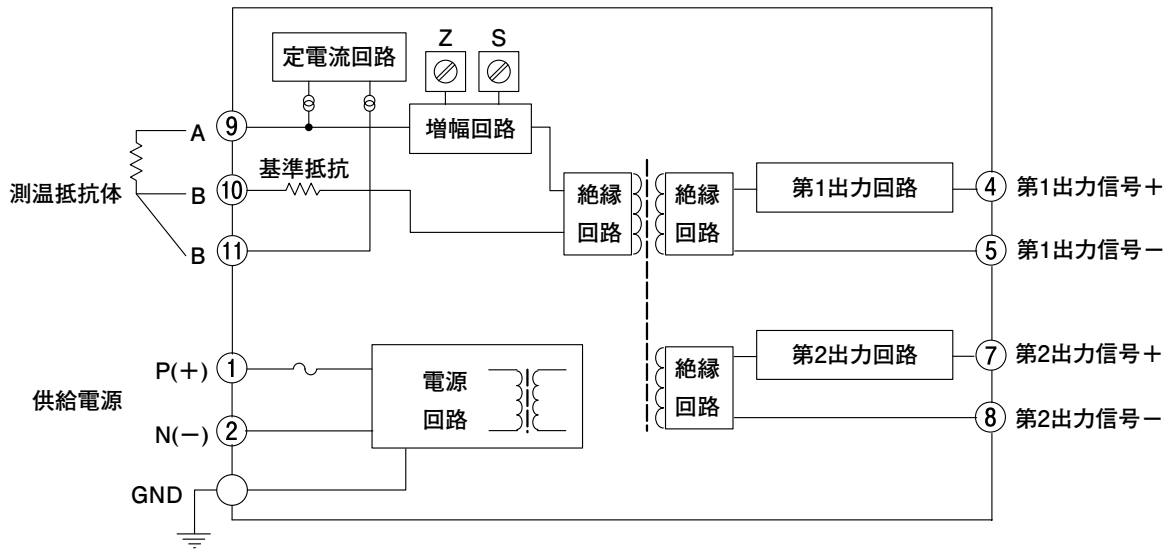 Z S
定電流回路
増幅回路
測温抵抗体
A 9
B 10 基準抵抗
B 11
絶縁
回路
絶縁
回路
第1出力回路
4 第1出力信号+
5 第1出力信号−
供給電源
P(+) 1
N(−) 2
GND
電源
回路
絶縁
回路
第2出力回路
7 第2出力信号+
8 第2出力信号−